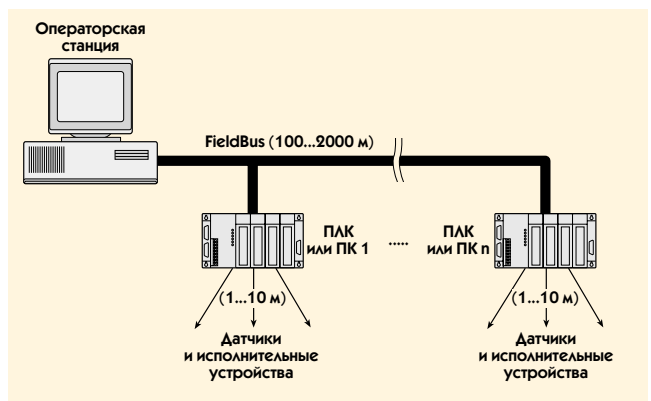 Операторская
станция
FieldBus (100...2000 м)
ПЛК
или ПК 1
.....
ПЛК
или ПК n
(1...10 м)
(1...10 м)
Датчики
и исполнительные
устройства
Датчики
и исполнительные
устройства